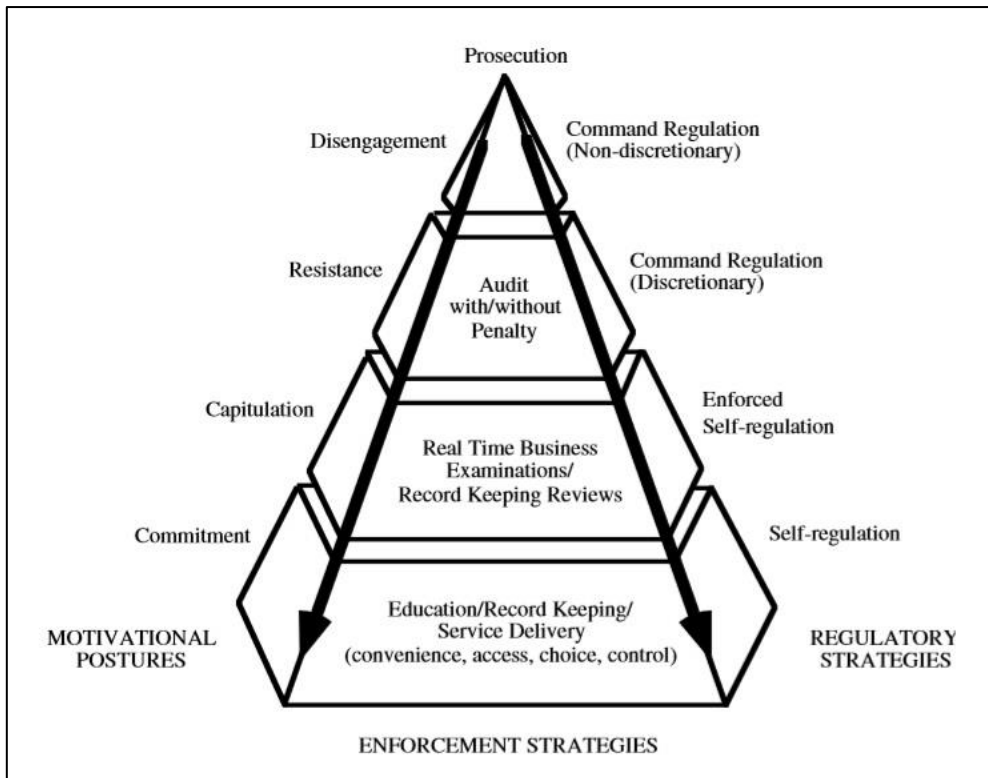 Prosecution
Disengagement
Command Regulation
(Non-discretionary)
Resistance
Audit
with/without
Penalty
Command Regulation
(Discretionary)
Capitulation
Real Time Business
Examinations/
Record Keeping Reviews
Enforced
Self-regulation
Commitment
Education/Record Keeping/
Service Delivery
(convenience, access, choice, control)
Self-regulation
MOTIVATIONAL
POSTURES
REGULATORY
STRATEGIES
ENFORCEMENT STRATEGIES